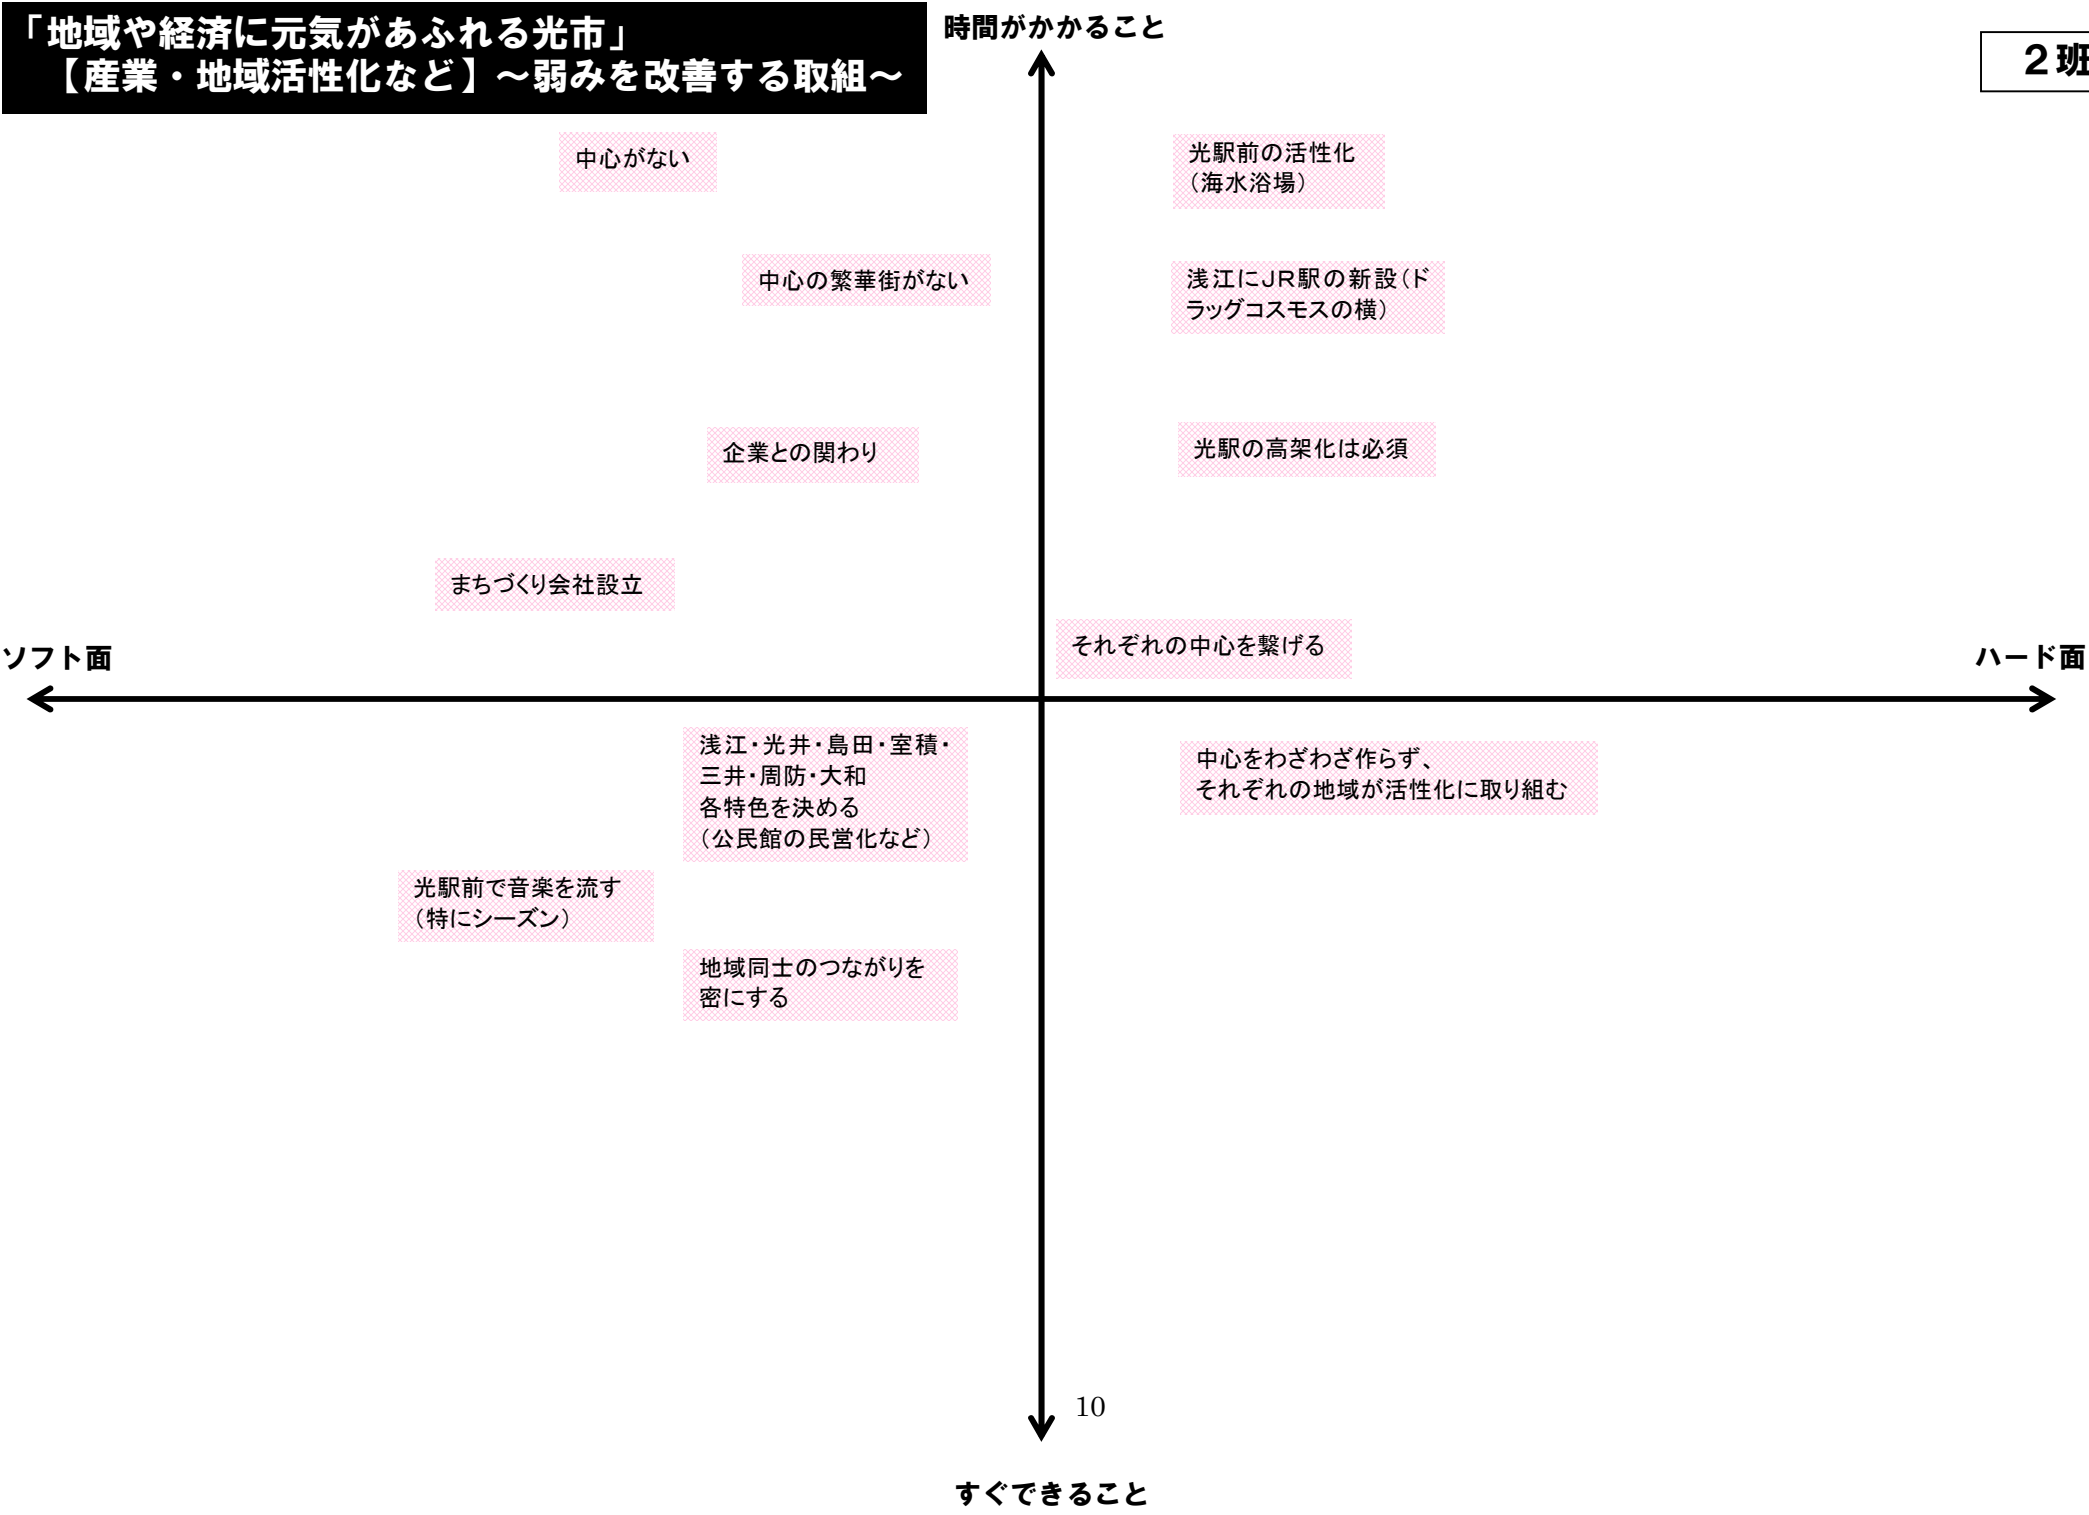 「地域や経済に元気があふれる光市」
【産業・地域活性化など】～弱みを改善する取組～
時間がかかること
２班
中心がない
光駅前の活性化
（海水浴場）
中心の繁華街がない
浅江にＪＲ駅の新設（ド
ラッグコスモスの横）
企業との関わり
光駅の高架化は必須
まちづくり会社設立
それぞれの中心を繋げる
ソフト面
ハード面
浅江・光井・島田・室積・
三井・周防・大和
各特色を決める
（公民館の民営化など）
中心をわざわざ作らず、
それぞれの地域が活性化に取り組む
光駅前で音楽を流す
（特にシーズン）
地域同士のつながりを
密にする
10
すぐできること